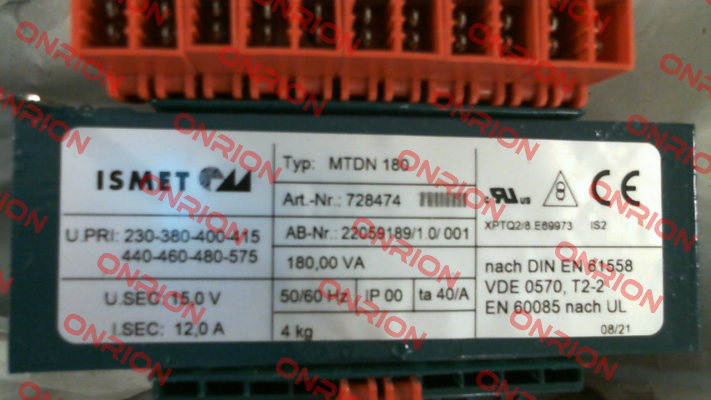 ISMET
Typ: MTDN 180
Art.-Nr.: 728474
AB-Nr.: 22059189/1.0/ 001
U.PRI: 230-380-400-415
440-460-480-575
180,00 VA
U.SEC: 15,0 V
50/60 Hz IP 00 ta 40/A
I.SEC: 12,0 A
4 kg
c RU us CE
XPTQ2/8.E69973 IS2
nach DIN EN 61558
VDE 0570, T2-2
EN 60085 nach UL
08/21
ONRION